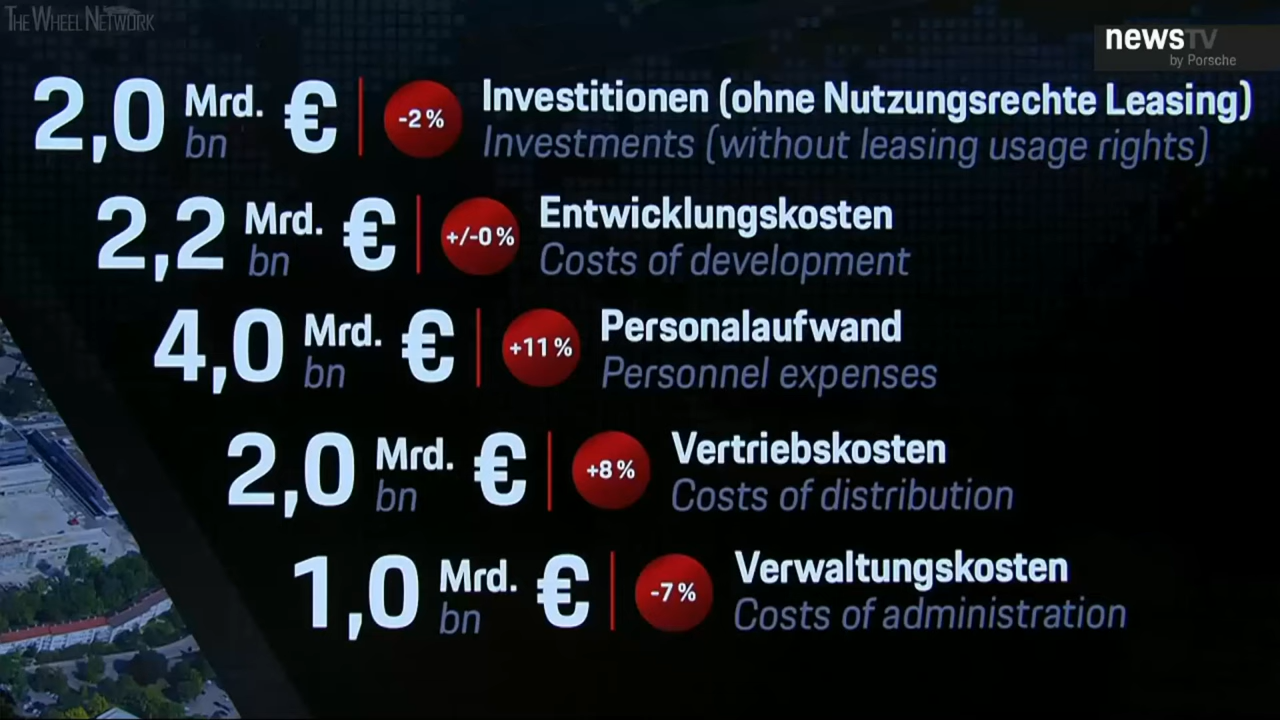 THE WHEEL NETWORK
newsTV
by Porsche
2,0 Mrd. € -2 % Investitionen (ohne Nutzungsrechte Leasing)
bn Investments (without leasing usage rights)
2,2 Mrd. € +/-0 % Entwicklungskosten
bn Costs of development
4,0 Mrd. € +11 % Personalaufwand
bn Personnel expenses
2,0 Mrd. € +8 % Vertriebskosten
bn Costs of distribution
1,0 Mrd. € -7 % Verwaltungskosten
bn Costs of administration